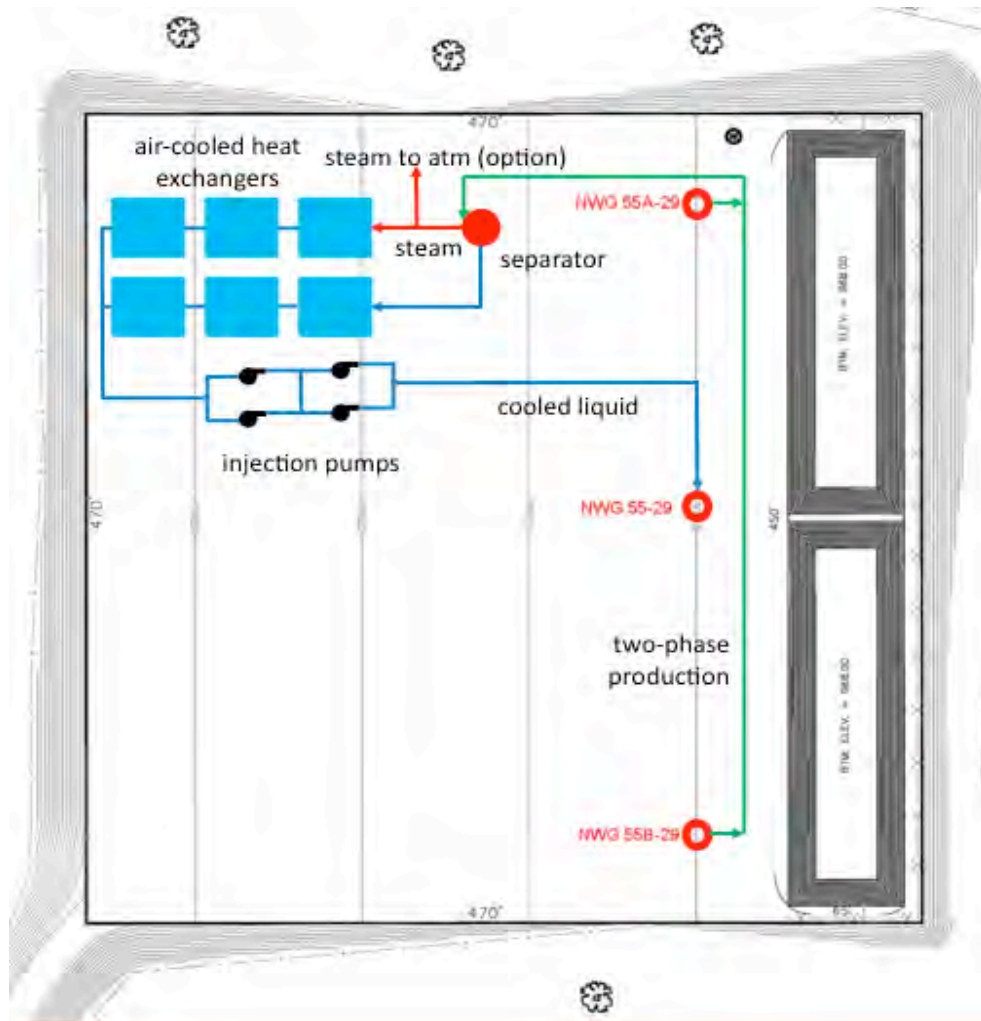 470'
air-cooled heat
exchangers
steam to atm (option)
NWG 55A-29
steam
separator
cooled liquid
injection pumps
NWG 55-29
470'
450'
two-phase
production
NWG 55B-29
470'
65'